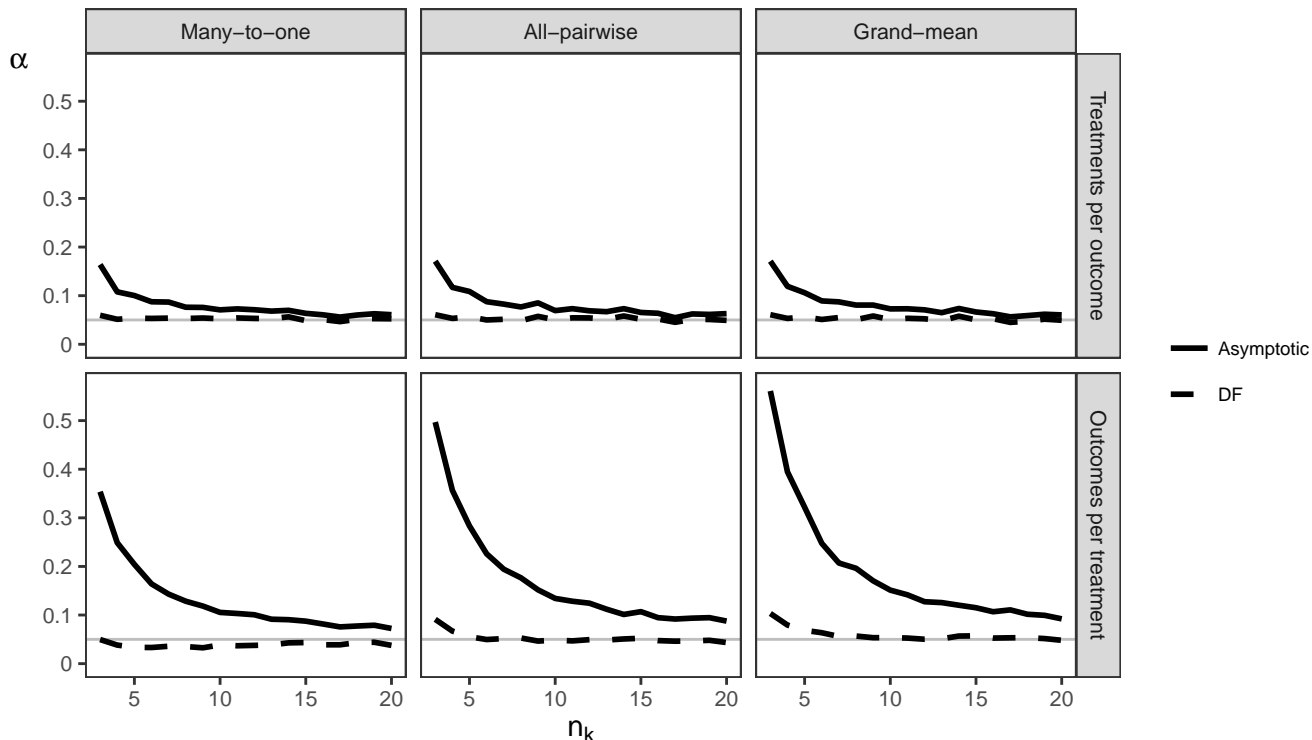 Many−to−one All−pairwise Grand−mean
α
0.5
0.4
0.3
0.2
0.1
0
Treatments per outcome
0.5
0.4
0.3
0.2
0.1
0
Outcomes per treatment
5 10 15 20 5 10 15 20 5 10 15 20
nₖ
Asymptotic
DF